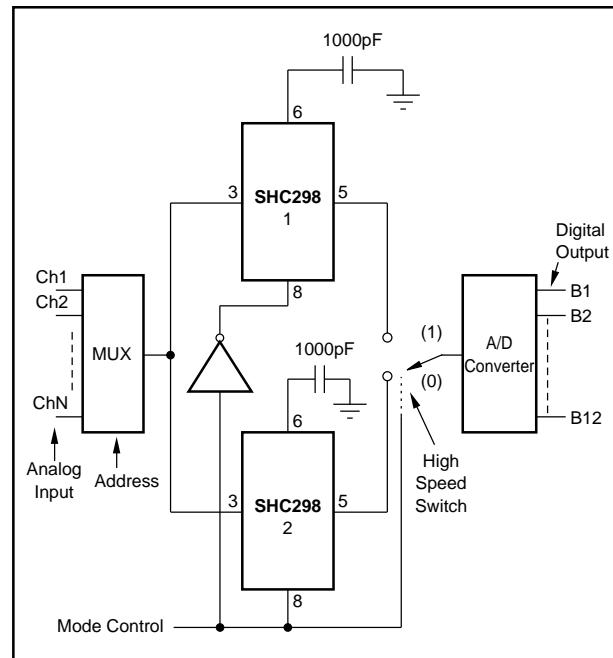 1000pF
6
3
SHC298
5
1
8
Digital
Output
Ch1
Ch2
ChN
MUX
Analog
Input
Address
1000pF
6
3
SHC298
5
2
8
(1)
(0)
High
Speed
Switch
A/D
Converter
B1
B2
B12
Mode Control